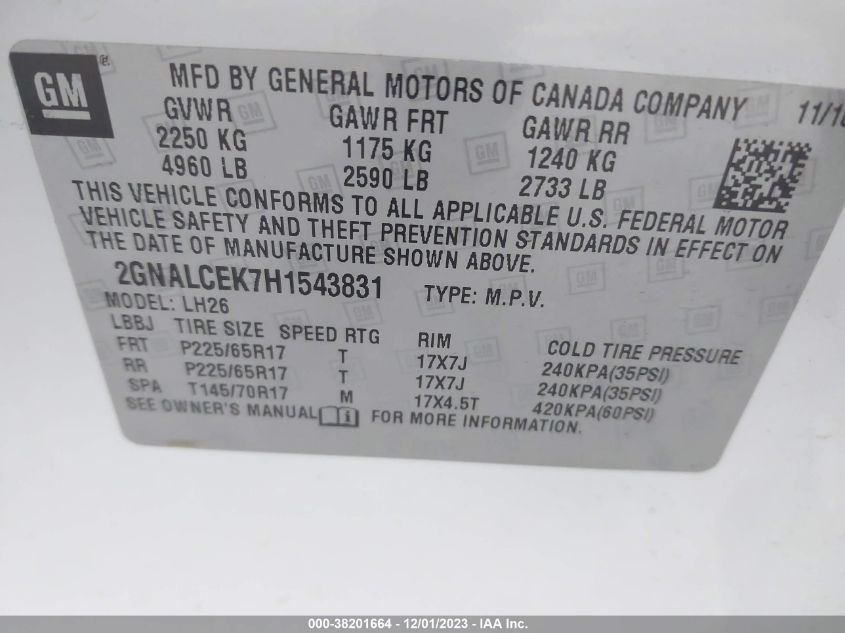 GM ®
MFD BY GENERAL MOTORS OF CANADA COMPANY 11/16
GVWR GAWR FRT GAWR RR
2250 KG 1175 KG 1240 KG
4960 LB 2590 LB 2733 LB
THIS VEHICLE CONFORMS TO ALL APPLICABLE U.S. FEDERAL MOTOR
VEHICLE SAFETY AND THEFT PREVENTION STANDARDS IN EFFECT ON
THE DATE OF MANUFACTURE SHOWN ABOVE.
2GNALCEK7H1543831 TYPE: M.P.V.
MODEL: LH26
LBBJ TIRE SIZE SPEED RTG RIM COLD TIRE PRESSURE
FRT P225/65R17 T 17X7J 240KPA(35PSI)
RR P225/65R17 T 17X7J 240KPA(35PSI)
SPA T145/70R17 M 17X4.5T 420KPA(60PSI)
SEE OWNER'S MANUAL FOR MORE INFORMATION.
000-38201664 - 12/01/2023 - IAA Inc.